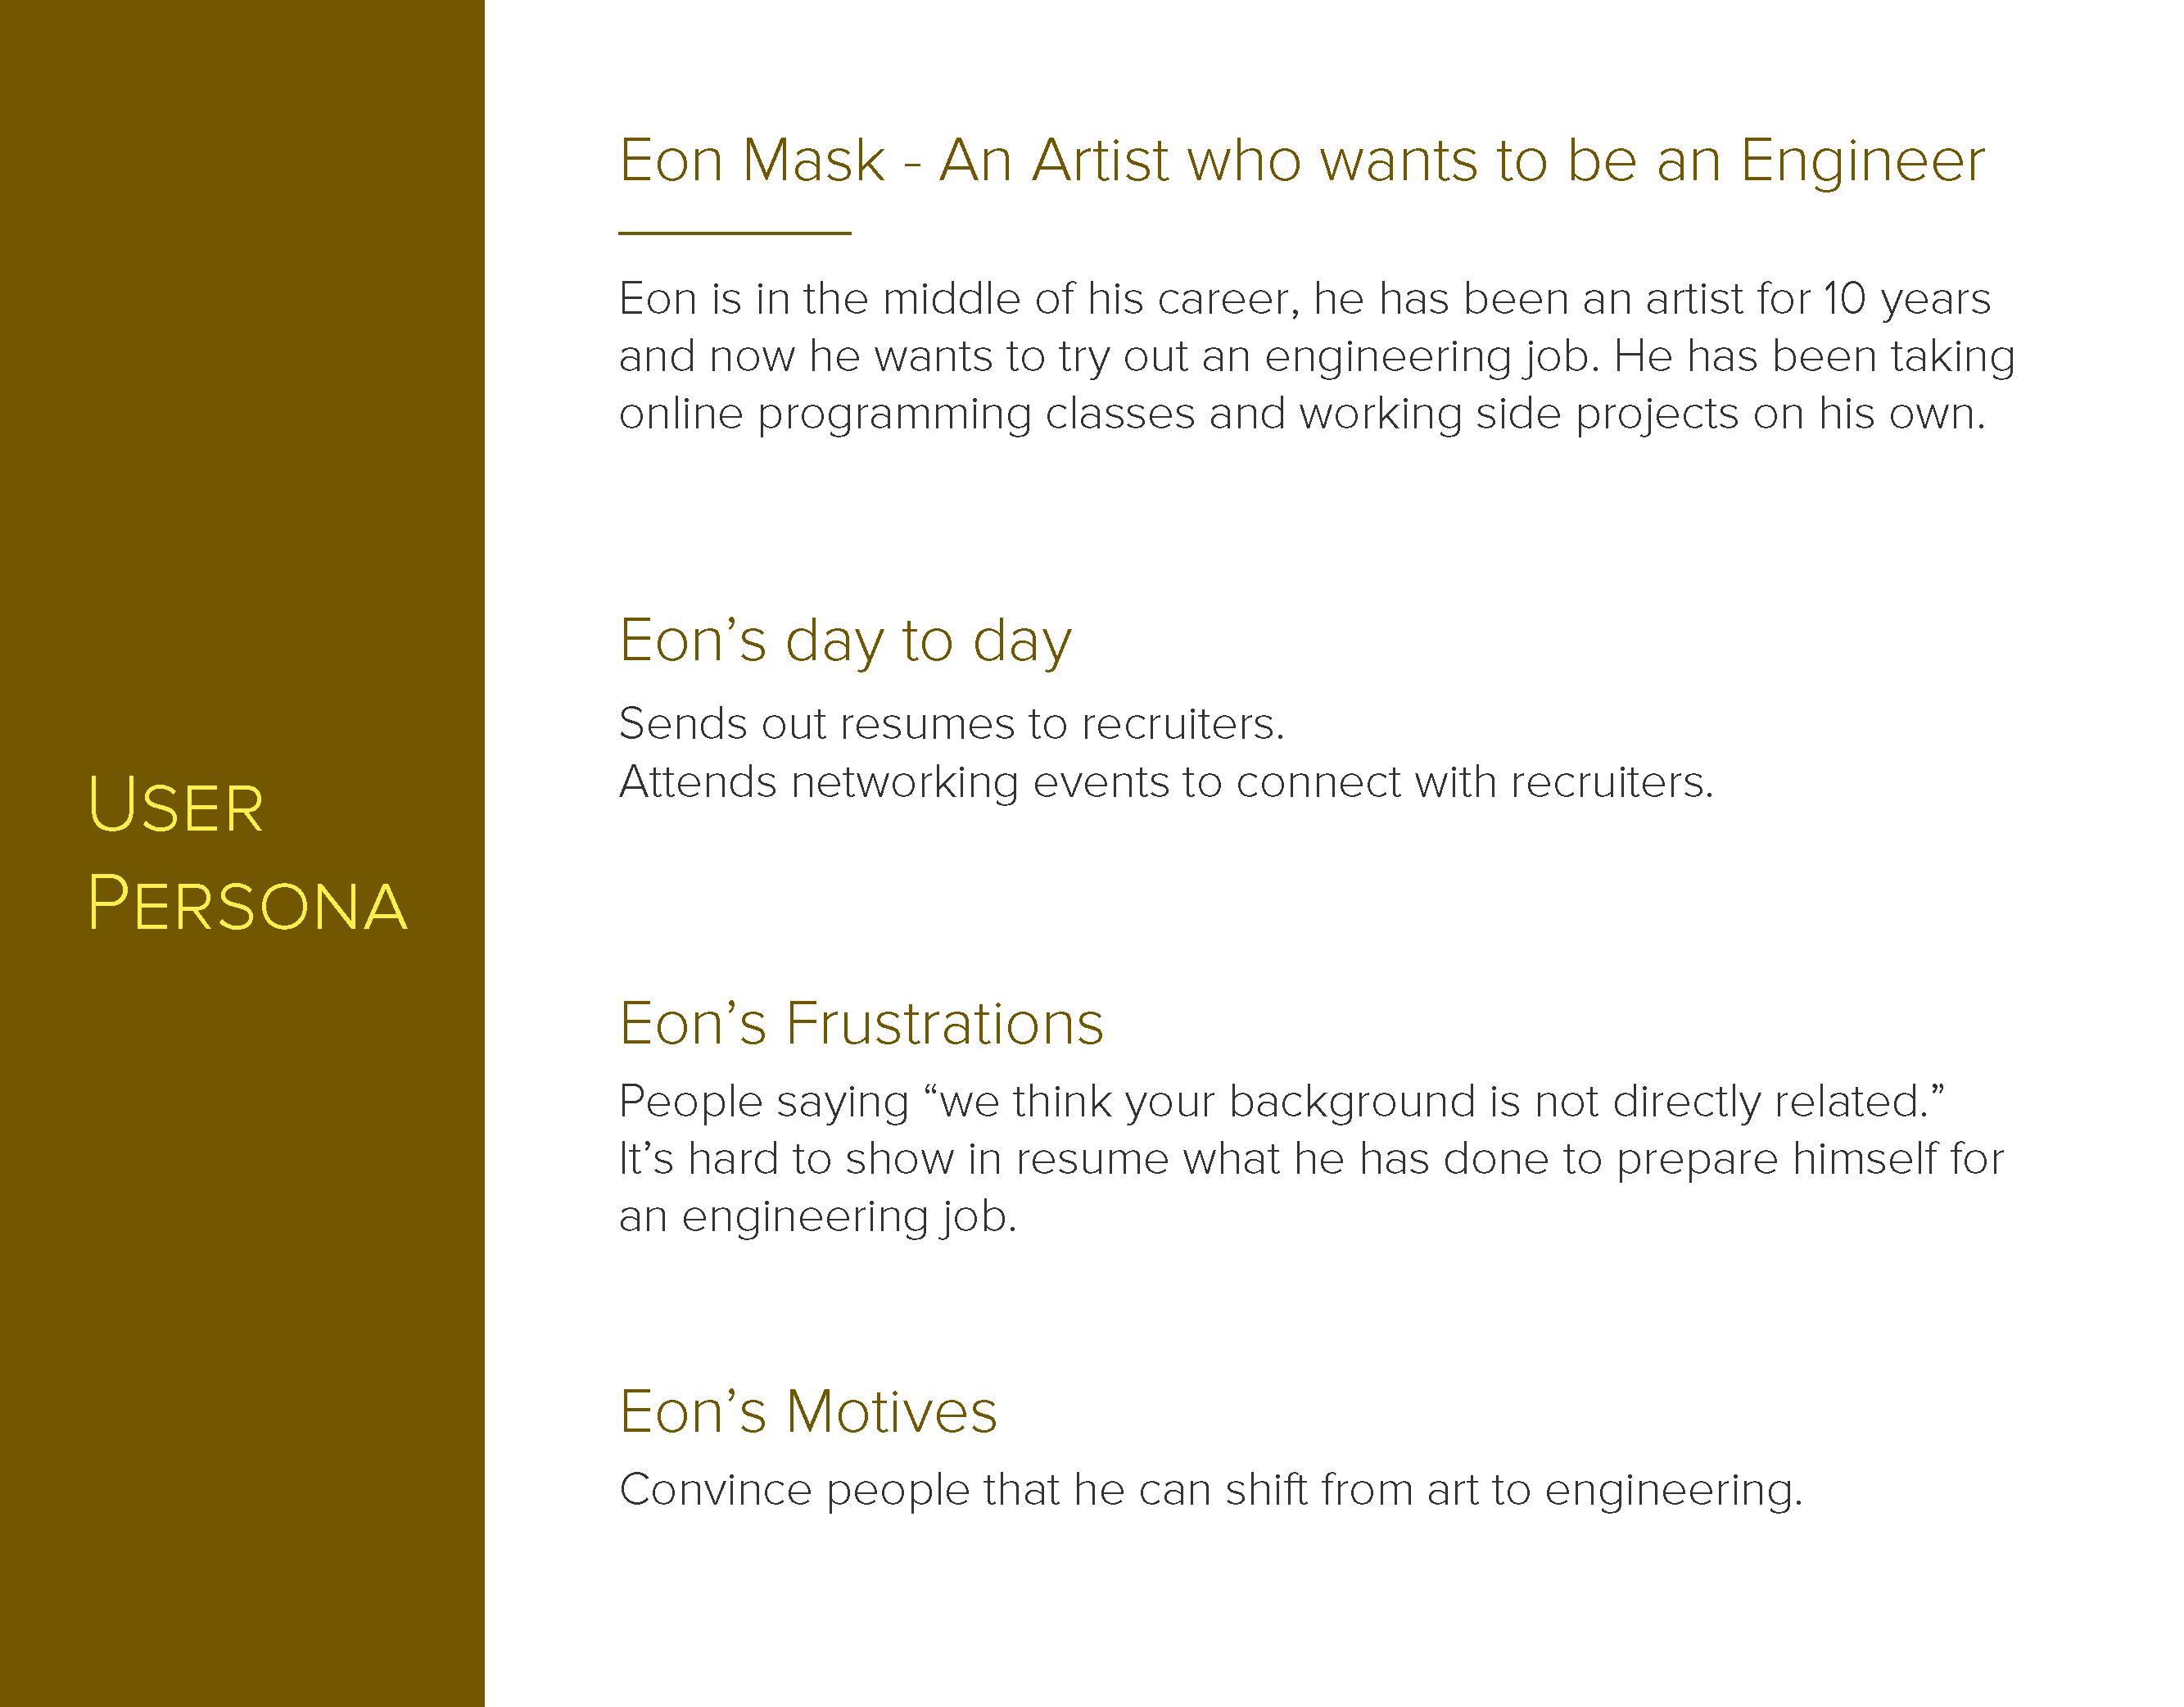 User
Persona
Eon Mask - An Artist who wants to be an Engineer
Eon is in the middle of his career, he has been an artist for 10 years
and now he wants to try out an engineering job. He has been taking
online programming classes and working side projects on his own.
Eon’s day to day
Sends out resumes to recruiters.
Attends networking events to connect with recruiters.
Eon’s Frustrations
People saying “we think your background is not directly related.”
It’s hard to show in resume what he has done to prepare himself for
an engineering job.
Eon’s Motives
Convince people that he can shift from art to engineering.